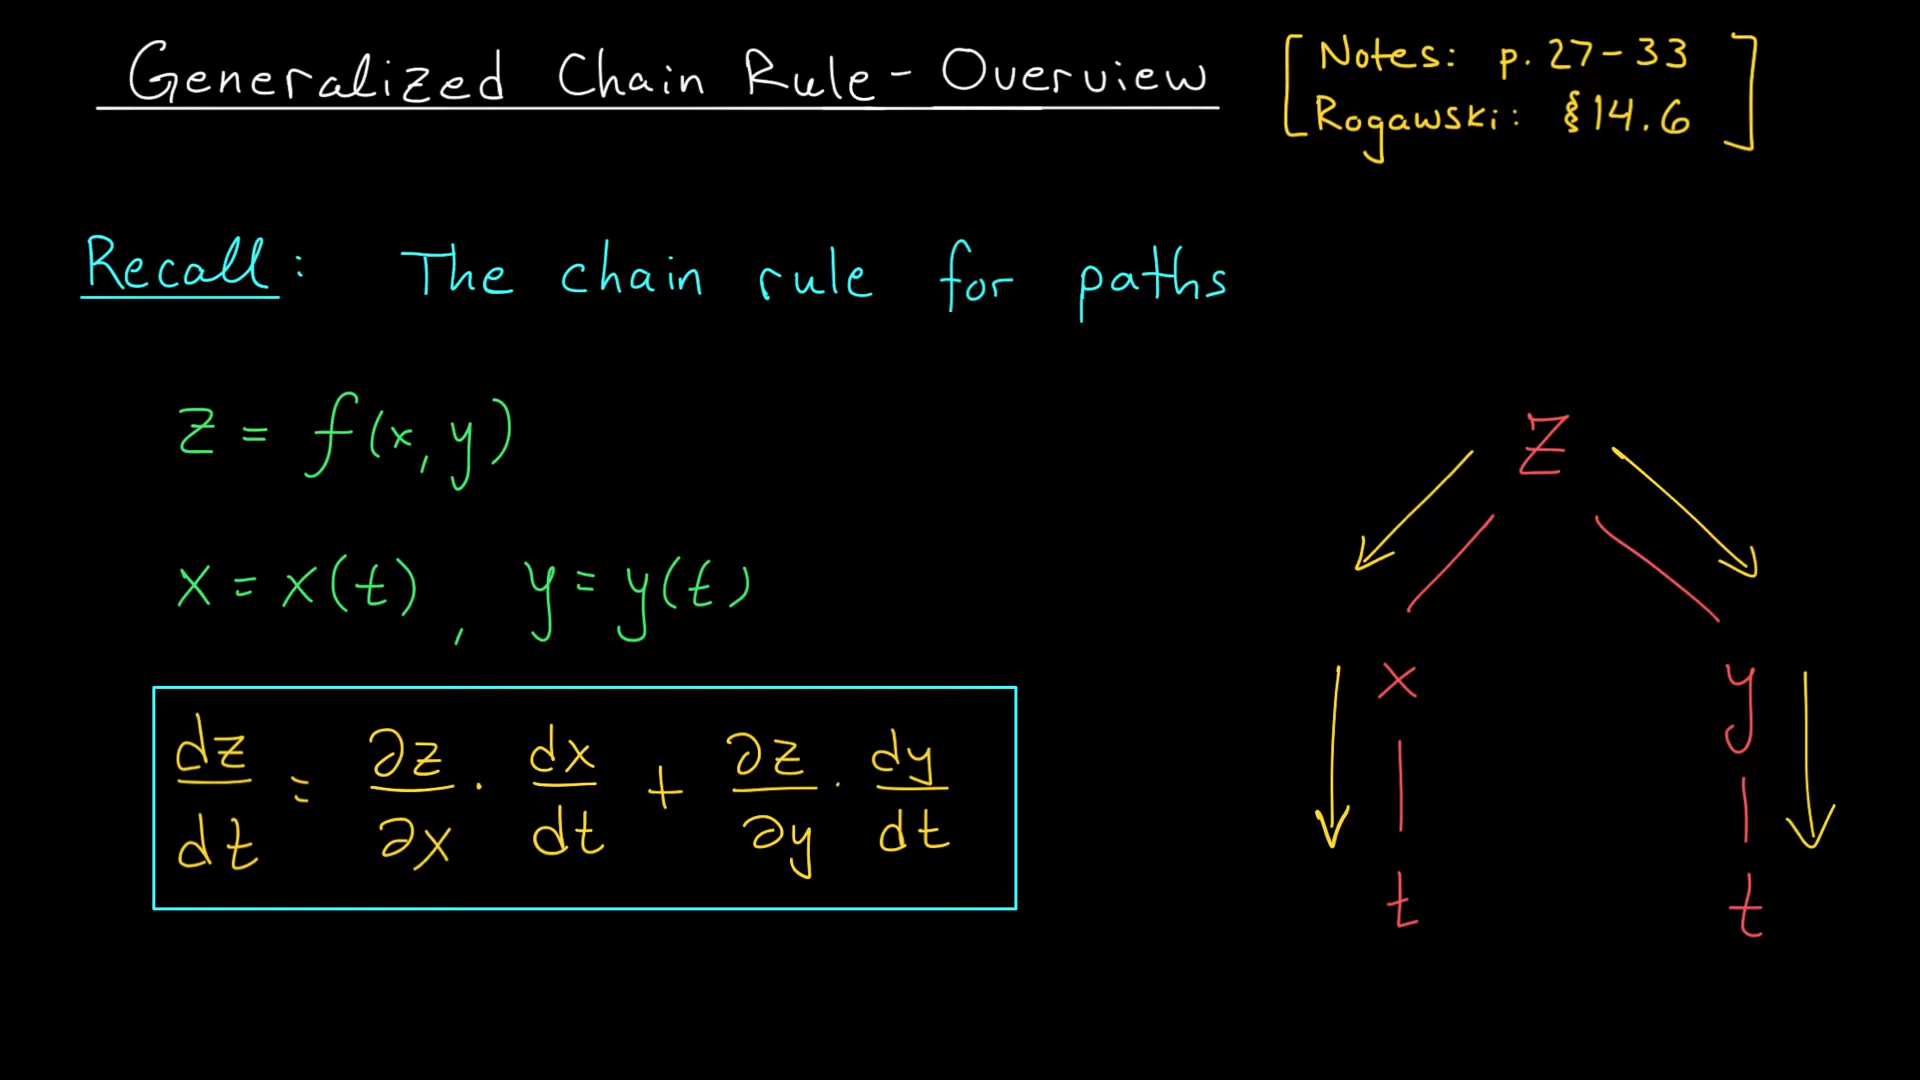 Generalized Chain Rule - Overview
[Notes: p. 27-33
Rogawski: §14.6]
Recall: The chain rule for paths
z = f(x, y)
x = x(t), y = y(t)
dz/dt = ∂z/∂x · dx/dt + ∂z/∂y · dy/dt
z
x y
t t